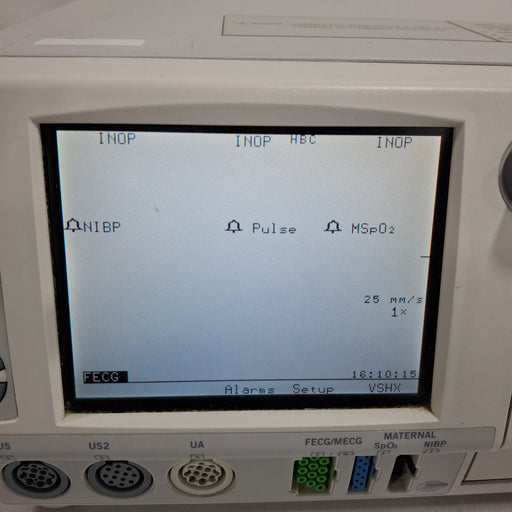 INOP INOP HBC INOP
NIBP Pulse MSpO2
25 mm/s
1×
FECG 16:10:15
Alarms Setup VSHX
US US2 UA FECG/MECG MATERNAL
SpO2 NIBP